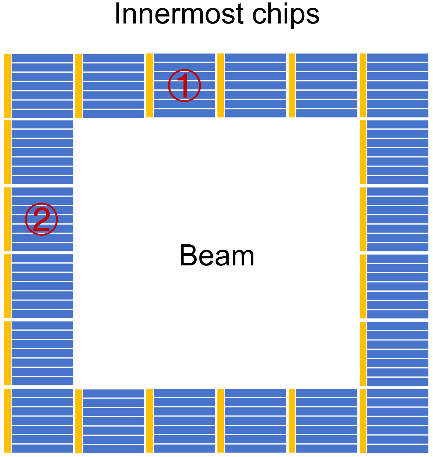 Innermost chips
①
②
Beam